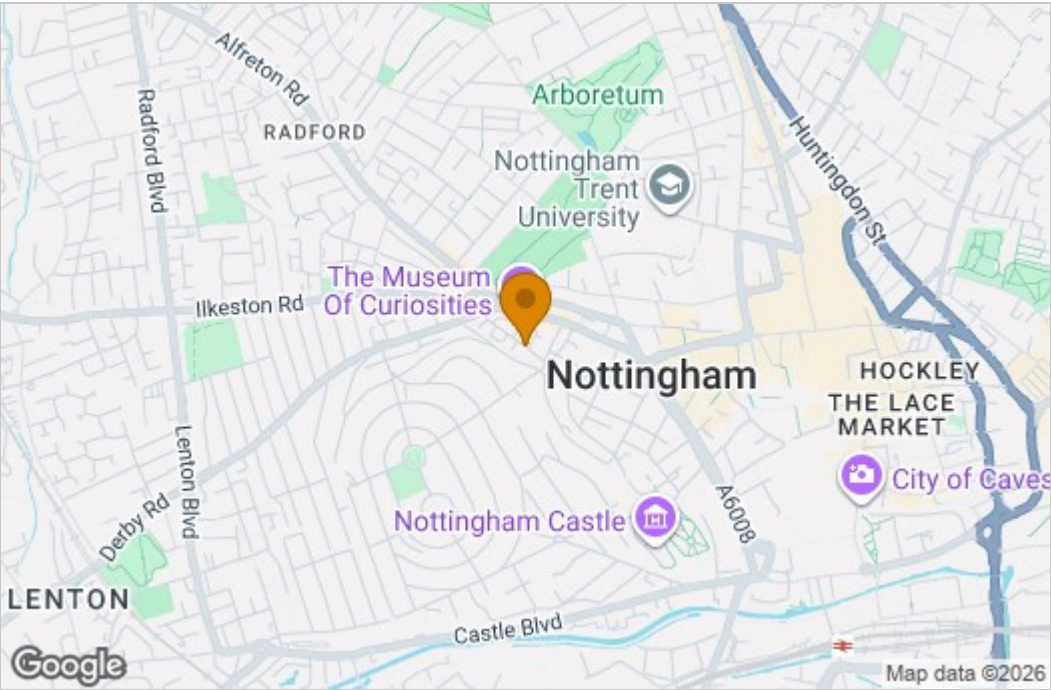 Alfreton Rd
Radford Blvd
RADFORD
Arboretum
Nottingham
Trent
University
Huntingdon St
The Museum
Of Curiosities
Ilkeston Rd
Nottingham
HOCKLEY
THE LACE
MARKET
City of Caves
Lenton Blvd
Derby Rd
Nottingham Castle
A6008
LENTON
Castle Blvd
Google
Map data ©2026